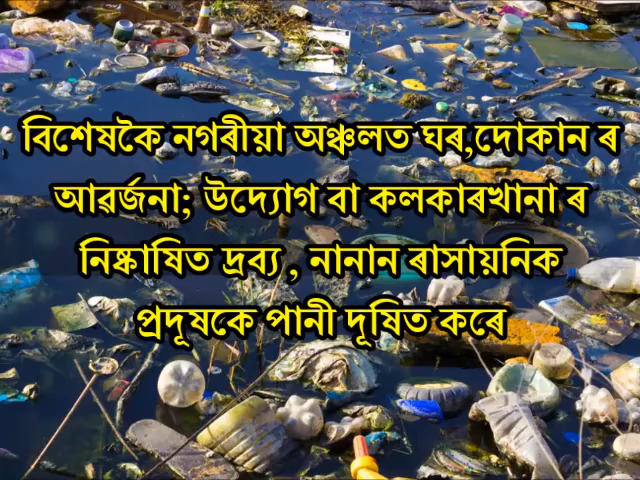 বিশেষকৈ নগৰীয়া অঞ্চলত ঘৰ,দোকান ৰ
আৱৰ্জনা; উদ্যোগ বা কলকাৰখানা ৰ
নিষ্কাষিত দ্ৰব্য , নানান ৰাসায়নিক
প্ৰদূষকে পানী দূষিত কৰে